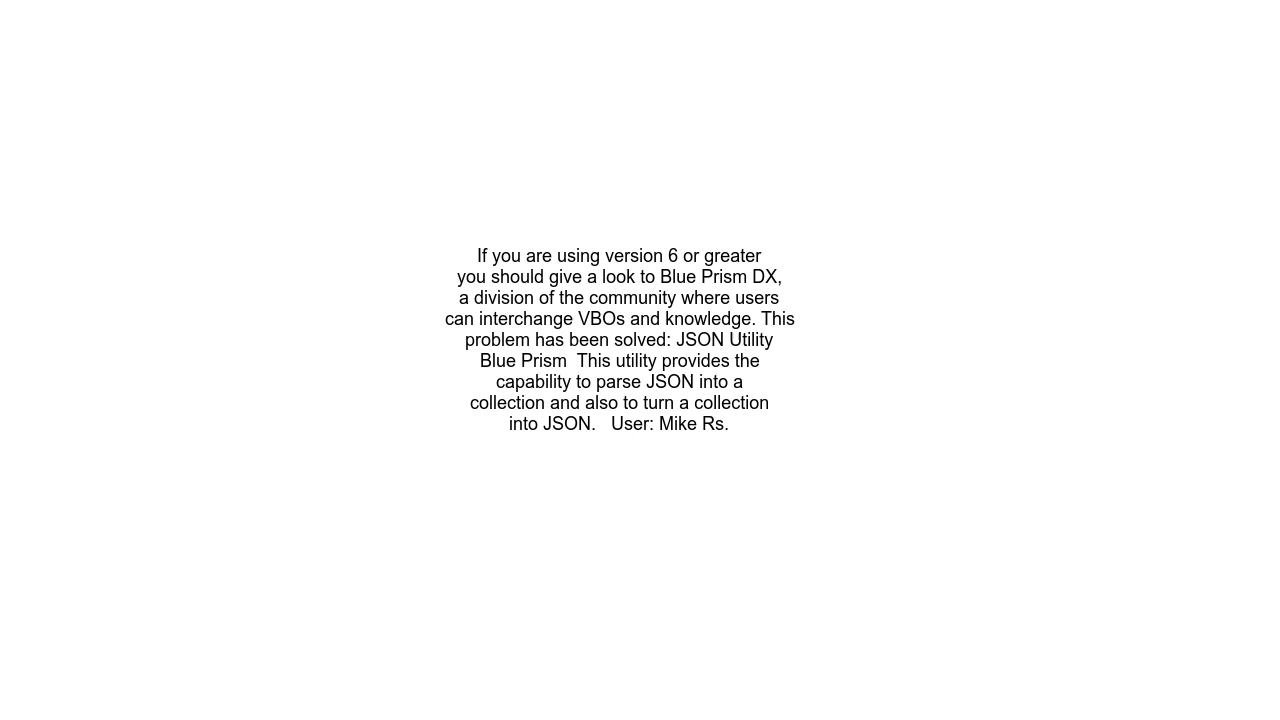 If you are using version 6 or greater
you should give a look to Blue Prism DX,
a division of the community where users
can interchange VBOs and knowledge. This
problem has been solved: JSON Utility
Blue Prism  This utility provides the
capability to parse JSON into a
collection and also to turn a collection
into JSON.   User: Mike Rs.